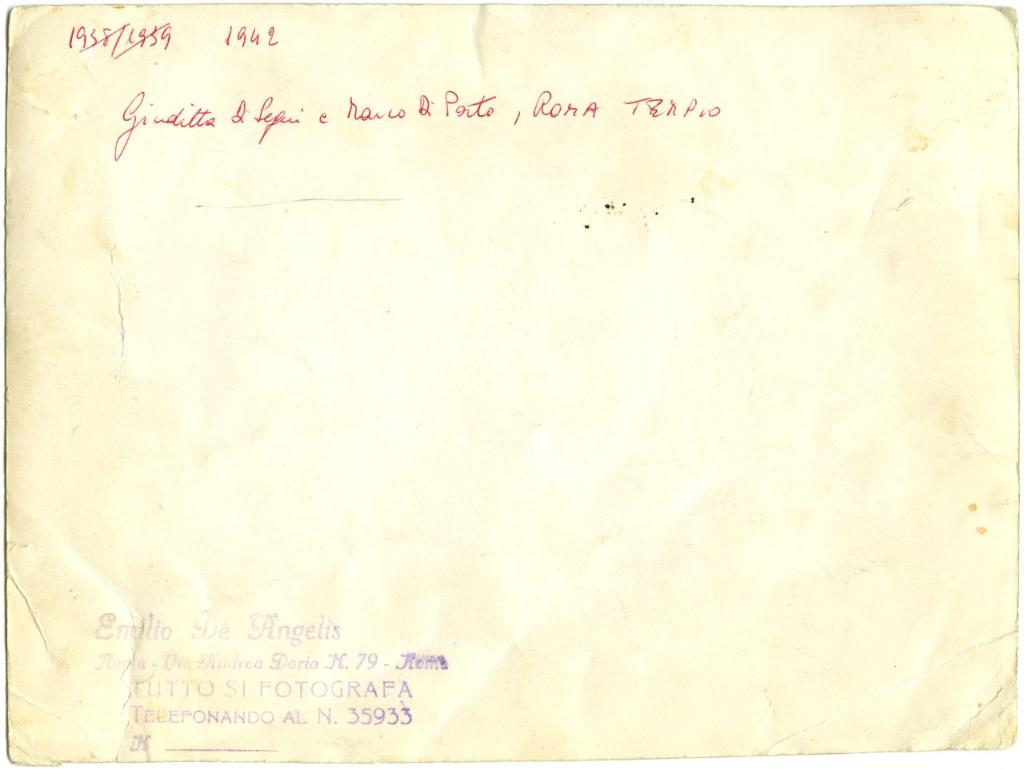 1938/1939 1942
Giuditta Di Segni e Marco Di Porto, ROMA TEMPIO
Emilio De Angelis
Roma - Via Andrea Doria N. 79 - Roma
TUTTO SI FOTOGRAFA
TELEFONANDO AL N. 35933
N